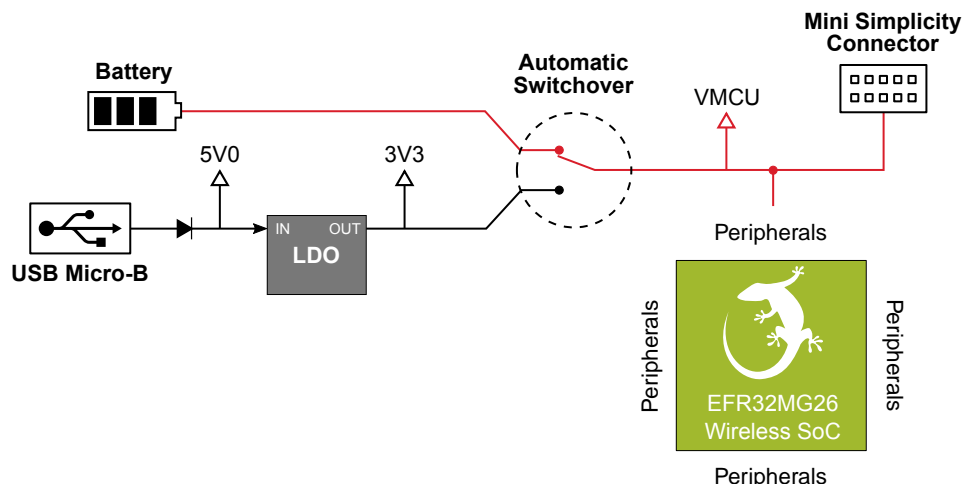 Mini Simplicity
Connector
Battery
Automatic
Switchover
VMCU
5V0
3V3
IN OUT
LDO
USB Micro-B
Peripherals
Peripherals
Peripherals
EFR32MG26
Wireless SoC
Peripherals